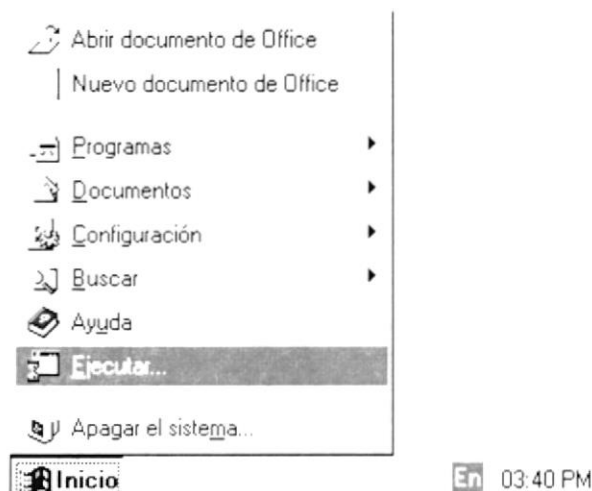 Abrir documento de Office
Nuevo documento de Office
Programas
Documentos
Configuración
Buscar
Ayuda
Ejecutar...
Apagar el sistema...
Inicio
En 03:40 PM